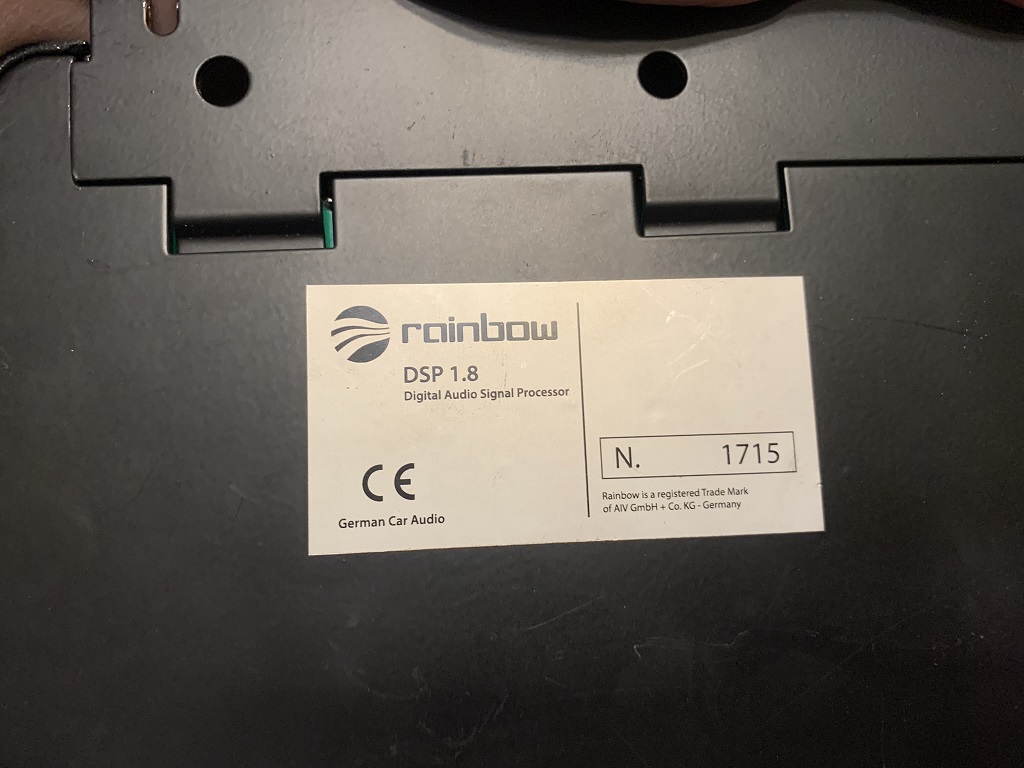 rainbow
DSP 1.8
Digital Audio Signal Processor
CE
German Car Audio
N. 1715
Rainbow is a registered Trade Mark
of AIV GmbH + Co. KG - Germany